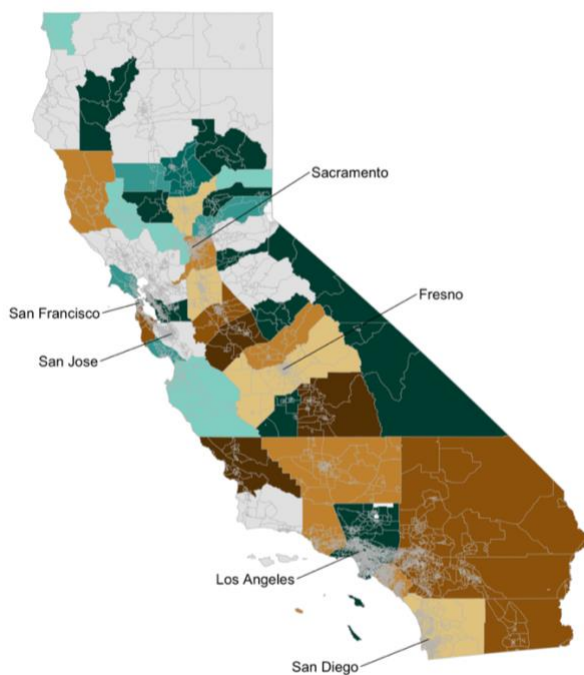 Sacramento
Fresno
San Francisco
San Jose
Los Angeles
San Diego